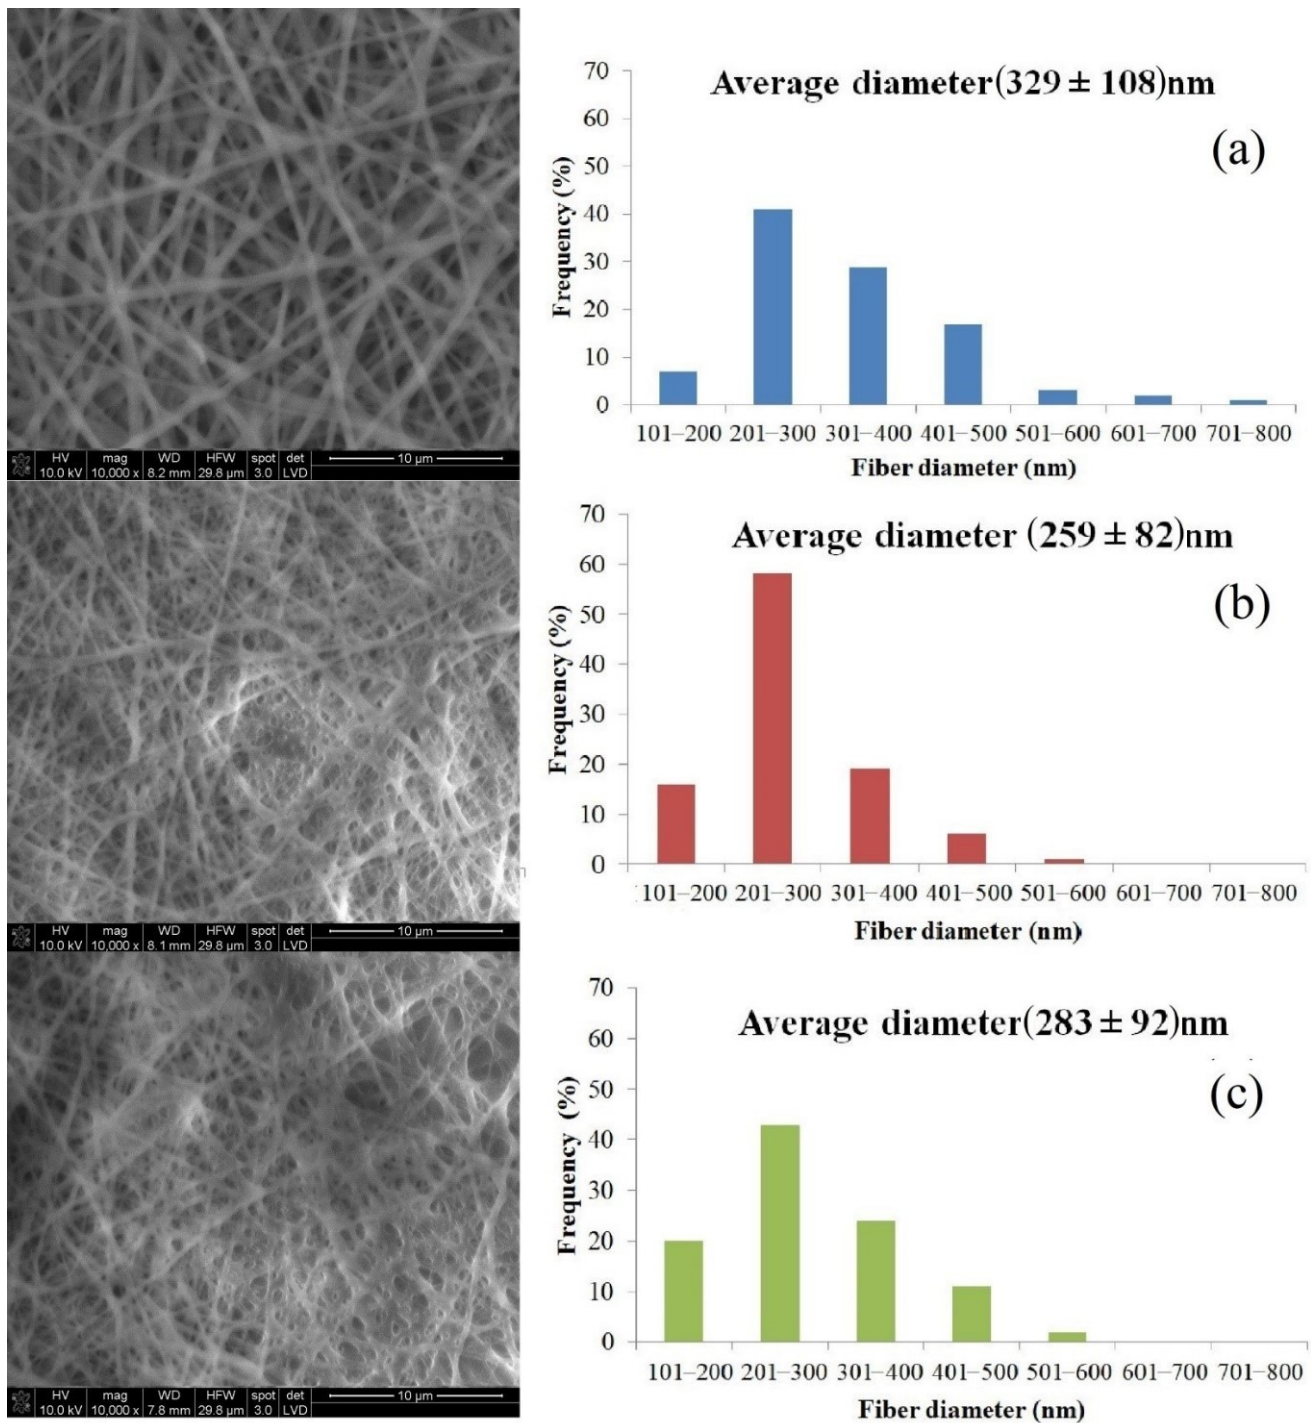 70
60
50
40
30
20
10
0
Frequency (%)
Average diameter(329 ± 108)nm
(a)
101–200 201–300 301–400 401–500 501–600 601–700 701–800
Fiber diameter (nm)
HV mag WD HFW spot det
10.0 kV 10,000 x 8.2 mm 29.8 µm 3.0 LVD
10 µm
70
60
50
40
30
20
10
0
Frequency (%)
Average diameter (259 ± 82)nm
(b)
101–200 201–300 301–400 401–500 501–600 601–700 701–800
Fiber diameter (nm)
HV mag WD HFW spot det
10.0 kV 10,000 x 8.1 mm 29.8 µm 3.0 LVD
10 µm
70
60
50
40
30
20
10
0
Frequency (%)
Average diameter(283 ± 92)nm
(c)
101–200 201–300 301–400 401–500 501–600 601–700 701–800
Fiber diameter (nm)
HV mag WD HFW spot det
10.0 kV 10,000 x 7.8 mm 29.8 µm 3.0 LVD
10 µm